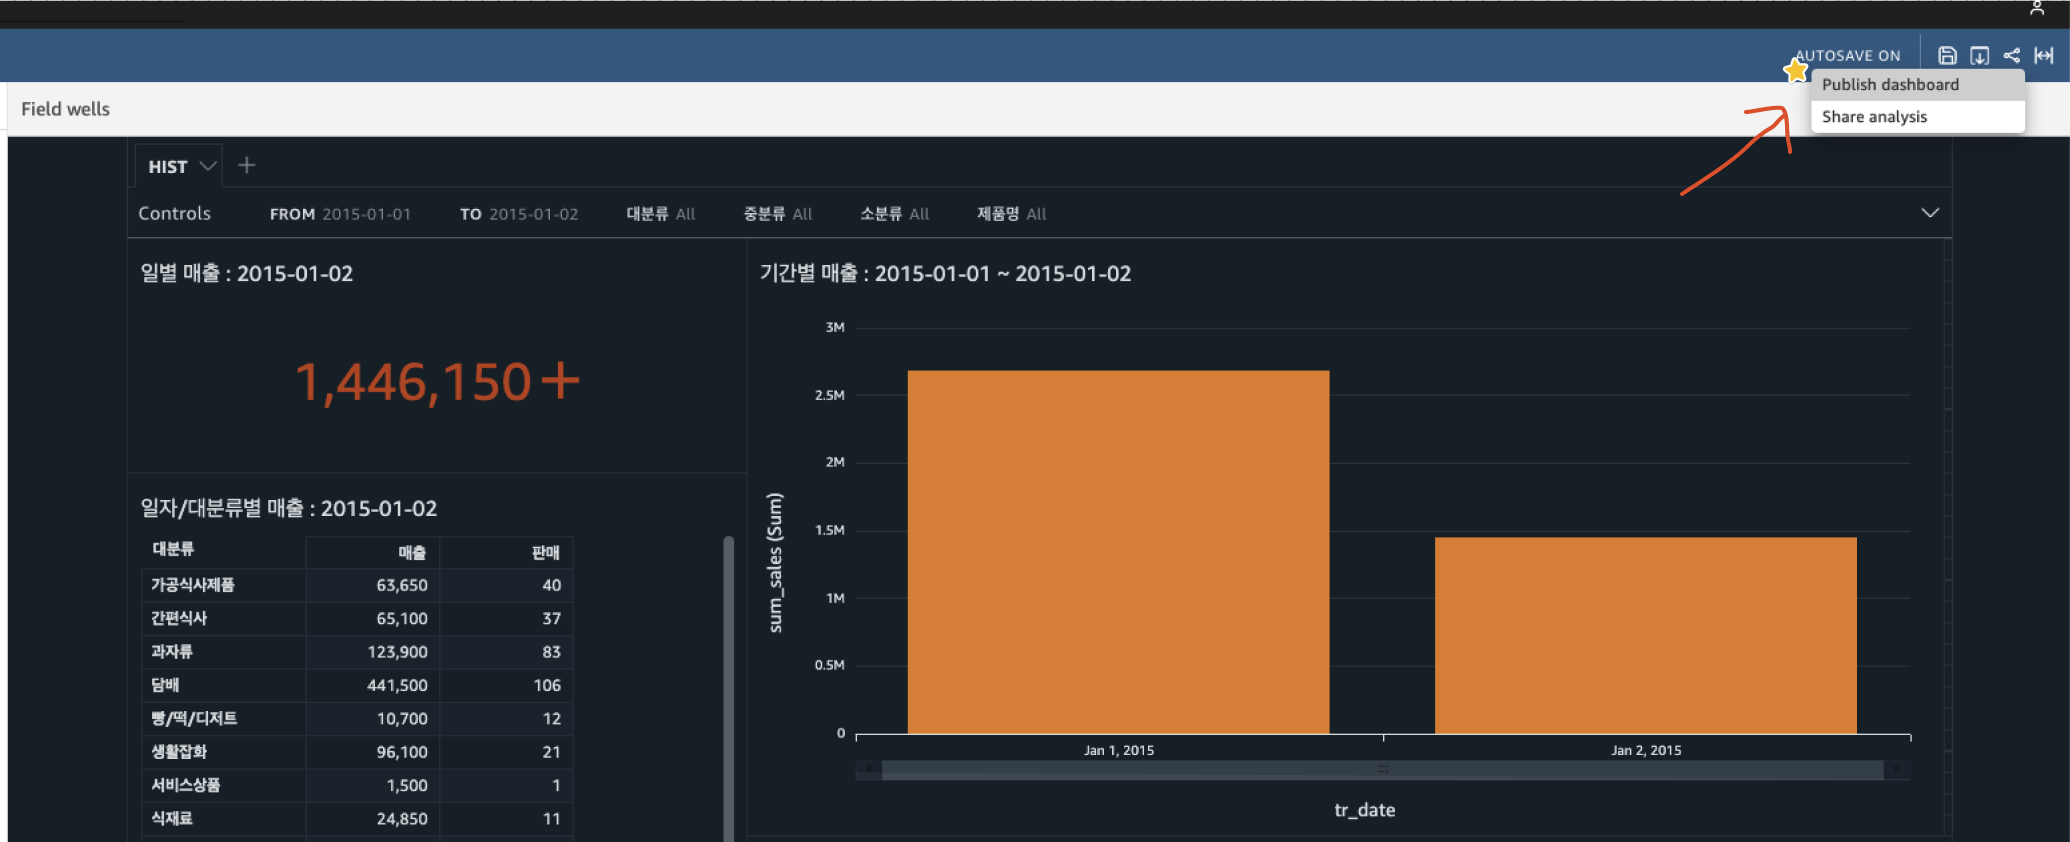 AUTOSAVE ON
Publish dashboard
Share analysis
Field wells
HIST
Controls FROM 2015-01-01 TO 2015-01-02 대분류 All 중분류 All 소분류 All 제품명 All
일별 매출 : 2015-01-02
1,446,150+
일자/대분류별 매출 : 2015-01-02
대분류 매출 판매
가공식사제품 63,650 40
간편식사 65,100 37
과자류 123,900 83
담배 441,500 106
빵/떡/디저트 10,700 12
생활잡화 96,100 21
서비스상품 1,500 1
식재료 24,850 11
기간별 매출 : 2015-01-01 ~ 2015-01-02
sum_sales (Sum)
3M
2.5M
2M
1.5M
1M
0.5M
0
Jan 1, 2015 Jan 2, 2015
tr_date